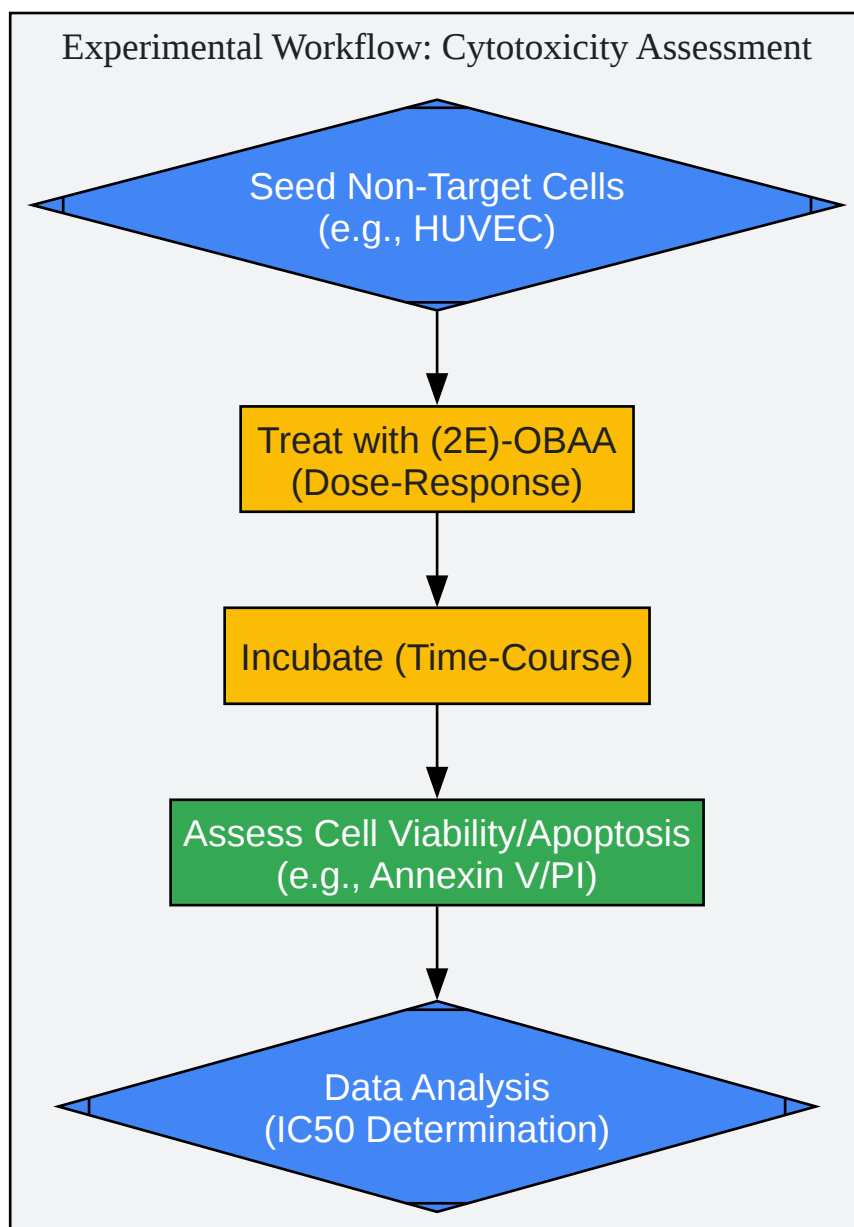 Experimental Workflow: Cytotoxicity Assessment
Seed Non-Target Cells
(e.g., HUVEC)
Treat with (2E)-OBAA
(Dose-Response)
Incubate (Time-Course)
Assess Cell Viability/Apoptosis
(e.g., Annexin V/PI)
Data Analysis
(IC50 Determination)